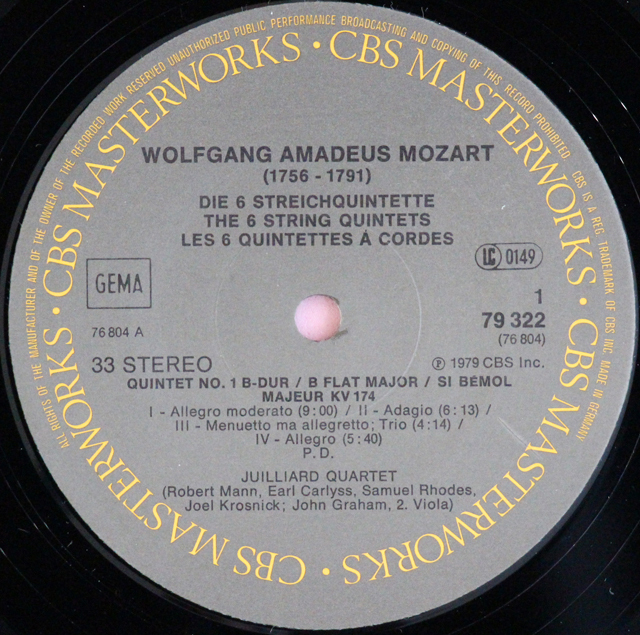 ALL RIGHTS OF THE MANUFACTURER AND OF THE OWNER OF THE RECORDED WORK RESERVED UNAUTHORIZED PUBLIC PERFORMANCE BROADCASTING AND COPYING OF THIS RECORD PROHIBITED. CBS IS A REG. TRADEMARK OF CBS INC. MADE IN GERMANY
CBS MASTERWORKS · CBS MASTERWORKS · CBS MASTERWORKS · CBS MASTERWORKS · CBS MASTERWORKS ·
WOLFGANG AMADEUS MOZART
(1756 - 1791)
DIE 6 STREICHQUINTETTE
THE 6 STRING QUINTETS
LES 6 QUINTETTES À CORDES
LC 0149
GEMA
1
79 322
76 804 A
(76 804)
33 STEREO
℗ 1979 CBS Inc.
QUINTET NO. 1 B-DUR / B FLAT MAJOR / SI BÉMOL
MAJEUR KV 174
I - Allegro moderato (9:00) / II - Adagio (6:13) /
III - Menuetto ma allegretto; Trio (4:14) /
IV - Allegro (5:40)
P.D.
JUILLIARD QUARTET
(Robert Mann, Earl Carlyss, Samuel Rhodes,
Joel Krosnick; John Graham, 2. Viola)